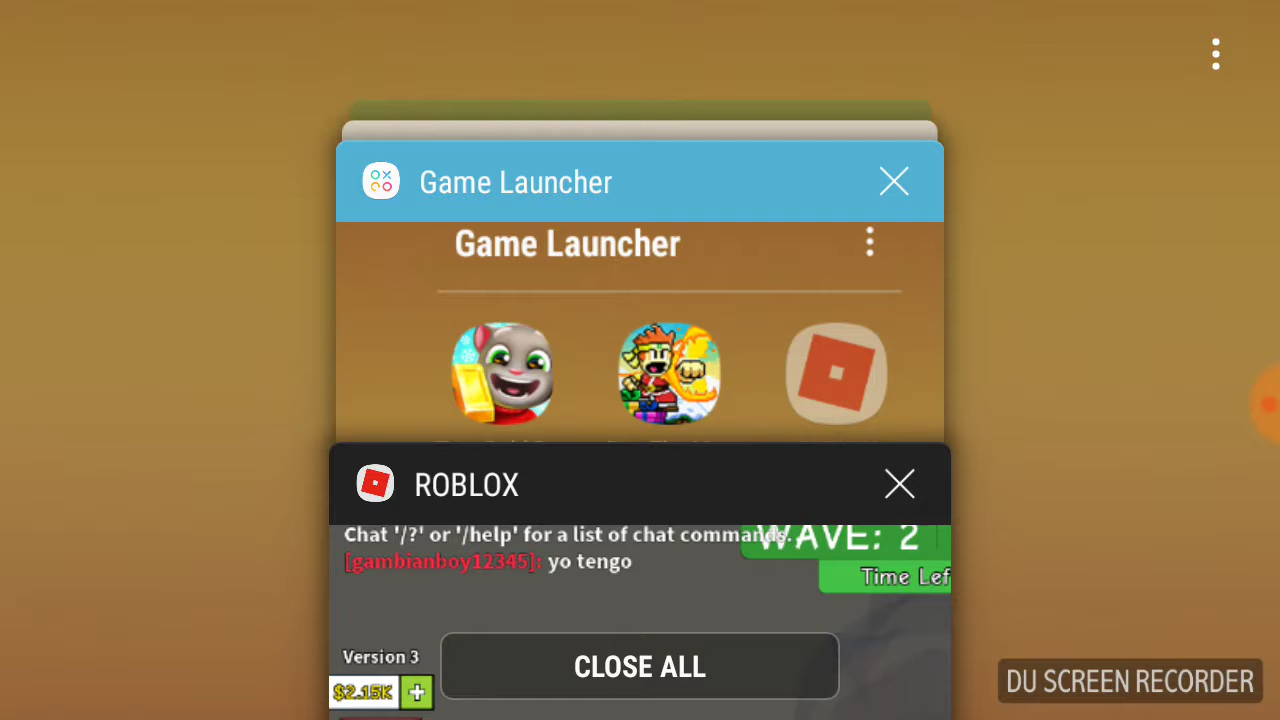 Game Launcher
Game Launcher
ROBLOX
Chat '/?' or '/help' for a list of chat commands.
WAVE: 2
[gambianboy12345]: yo tengo
Time Lef
Version 3
$2.15K +
CLOSE ALL
DU SCREEN RECORDER